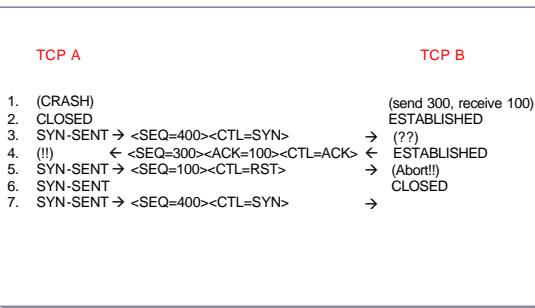 TCP A TCP B
1. (CRASH) (send 300, receive 100)
2. CLOSED ESTABLISHED
3. SYN-SENT → <SEQ=400><CTL=SYN> → (??)
4. (!!) ← <SEQ=300><ACK=100><CTL=ACK> ← ESTABLISHED
5. SYN-SENT → <SEQ=100><CTL=RST> → (Abort!!)
6. SYN-SENT CLOSED
7. SYN-SENT → <SEQ=400><CTL=SYN> →